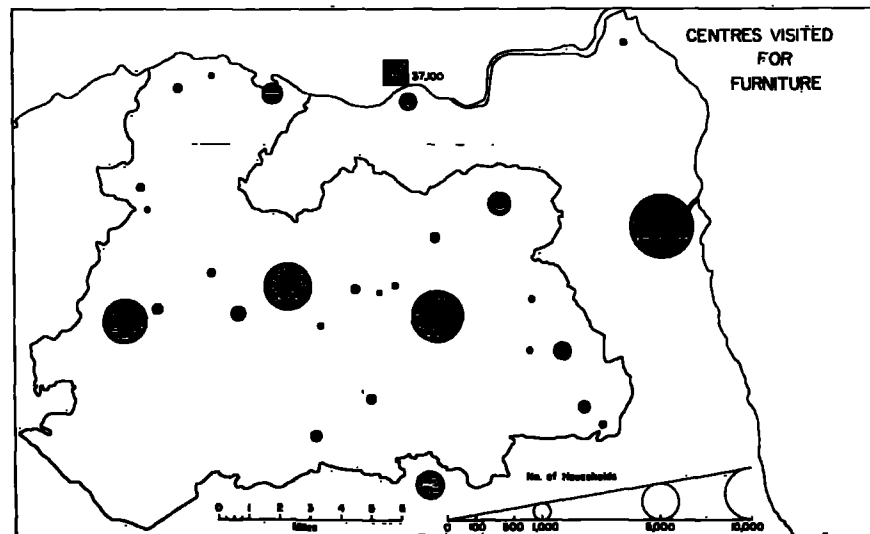 CENTRES VISITED
FOR
FURNITURE
37,100
No. of Households
0 1 2 3 4 5 6
Miles
0 100 500 1,000 5,000 10,000